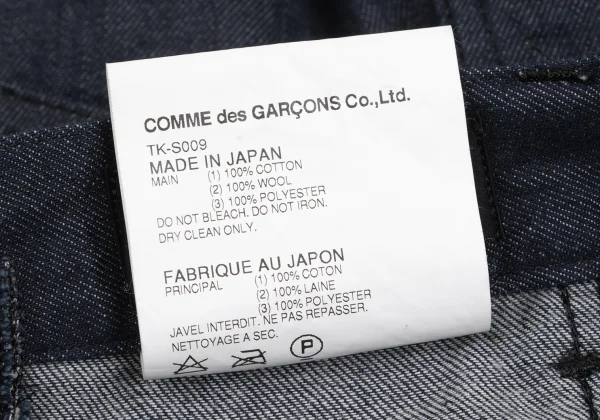 COMME des GARÇONS Co.,Ltd.
TK-S009
MADE IN JAPAN
MAIN (1) 100% COTTON
(2) 100% WOOL
(3) 100% POLYESTER
DO NOT BLEACH. DO NOT IRON.
DRY CLEAN ONLY.
FABRIQUE AU JAPON
PRINCIPAL (1) 100% COTON
(2) 100% LAINE
(3) 100% POLYESTER
JAVEL INTERDIT. NE PAS REPASSER.
NETTOYAGE A SEC.
P